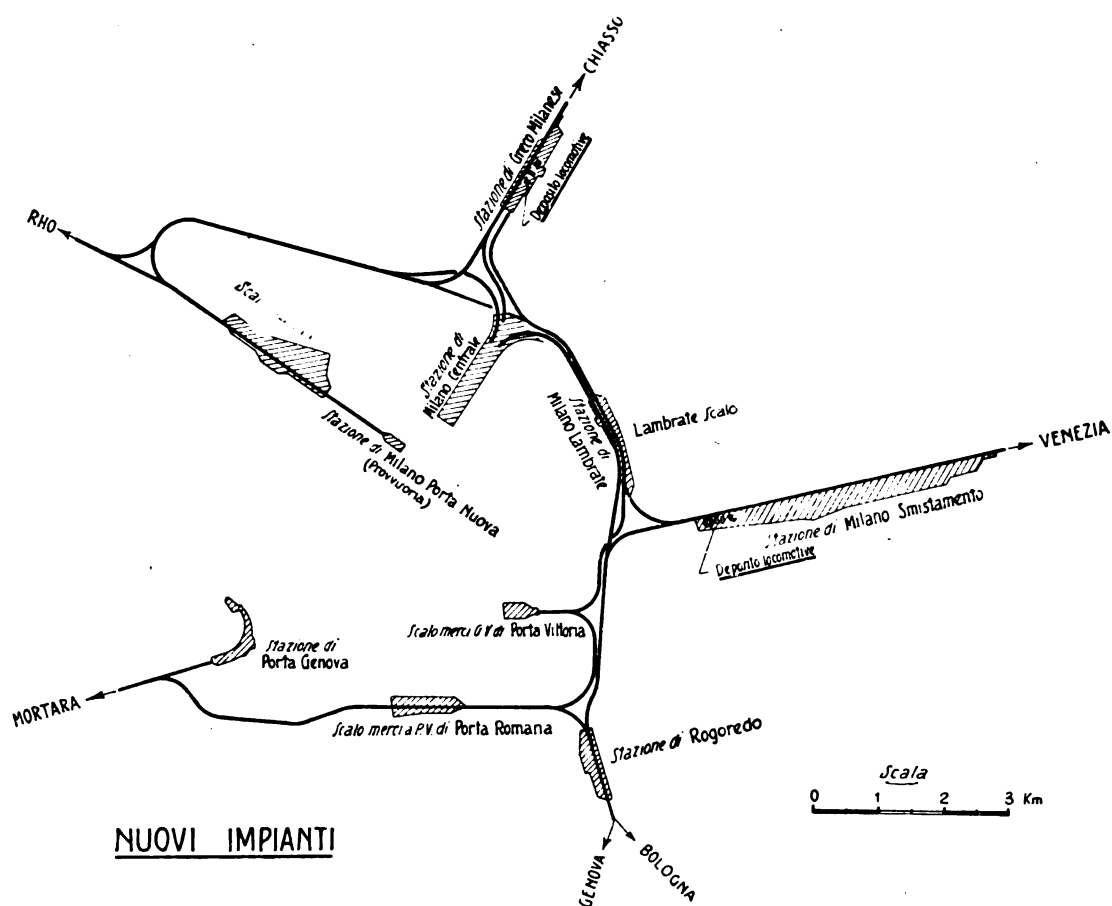 CHIASSO
Stazione di Greco Milanese
Deposito locomotive
RHO
Stazione di
Milano Centrale
Stazione di
Milano Lambrate
Lambrate Scalo
VENEZIA
Stazione di Milano Porta Nuova
(Provvisoria)
Stazione di Milano Smistamento
Deposito locomotive
Scalo merci G.V. di Porta Vittoria
Stazione di
Porta Genova
MORTARA
Scalo merci a P.V. di Porta Romana
Stazione di Rogoredo
Scala
0 1 2 3 Km
NUOVI IMPIANTI
GENOVA
BOLOGNA